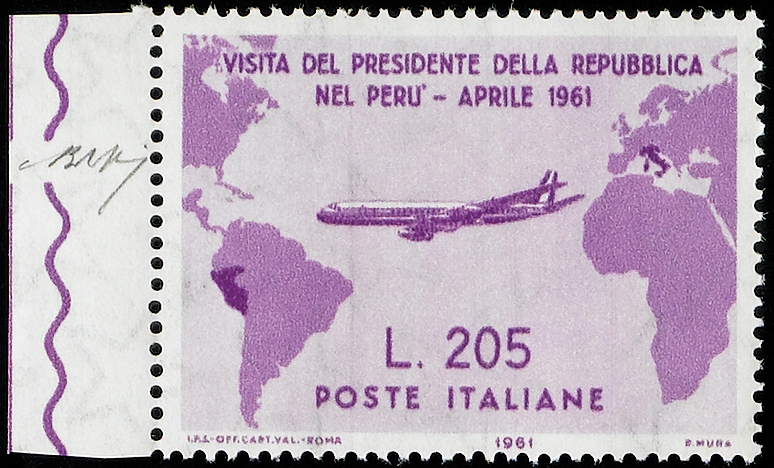 VISITA DEL PRESIDENTE DELLA REPUBBLICA
NEL PERU' - APRILE 1961
L. 205
POSTE ITALIANE
I.P.S.-OFF.CART.VAL.-ROMA 1961 B.MURA